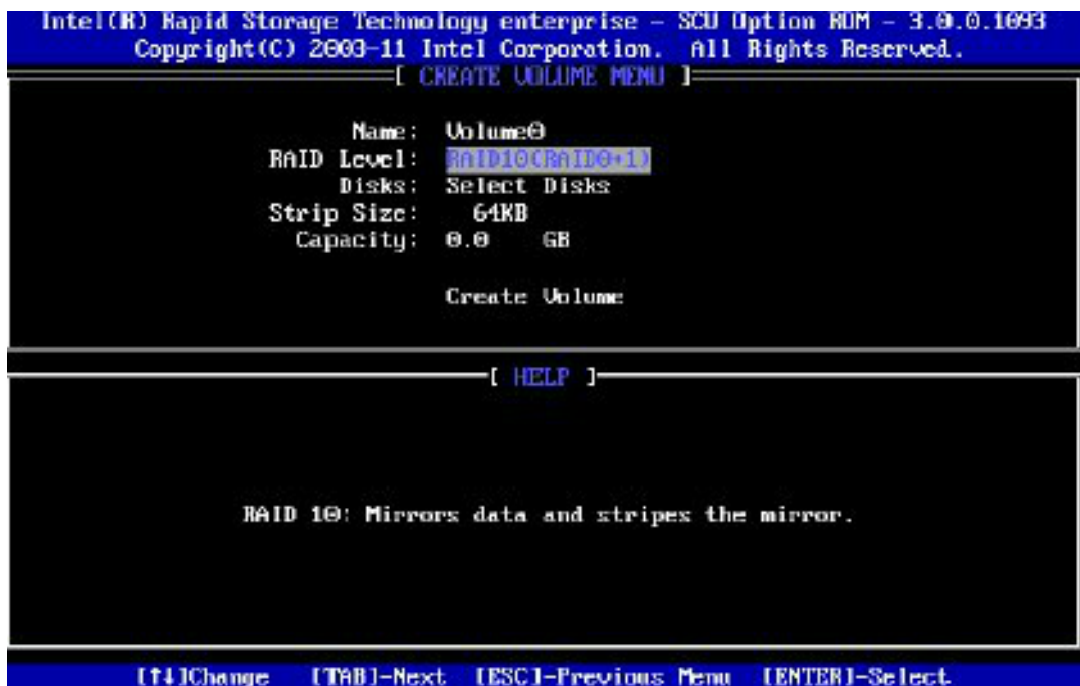 Intel(R) Rapid Storage Technology enterprise - SCU Option ROM - 3.0.0.1093
Copyright(C) 2003-11 Intel Corporation. All Rights Reserved.
[ CREATE VOLUME MENU ]
Name: Volume0
RAID Level: RAID10(RAID0+1)
Disks: Select Disks
Strip Size: 64KB
Capacity: 0.0 GB
Create Volume
[ HELP ]
RAID 10: Mirrors data and stripes the mirror.
[↑↓]Change [TAB]-Next [ESC]-Previous Menu [ENTER]-Select